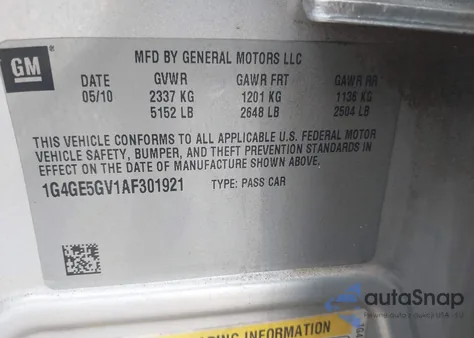 GM
MFD BY GENERAL MOTORS LLC
DATE GVWR GAWR FRT GAWR RR
05/10 2337 KG 1201 KG 1136 KG
5152 LB 2648 LB 2504 LB
THIS VEHICLE CONFORMS TO ALL APPLICABLE U.S. FEDERAL MOTOR
VEHICLE SAFETY, BUMPER, AND THEFT PREVENTION STANDARDS IN
EFFECT ON THE DATE OF MANUFACTURE SHOWN ABOVE.
1G4GE5GV1AF301921 TYPE: PASS CAR
autoSnap
INFORMATION